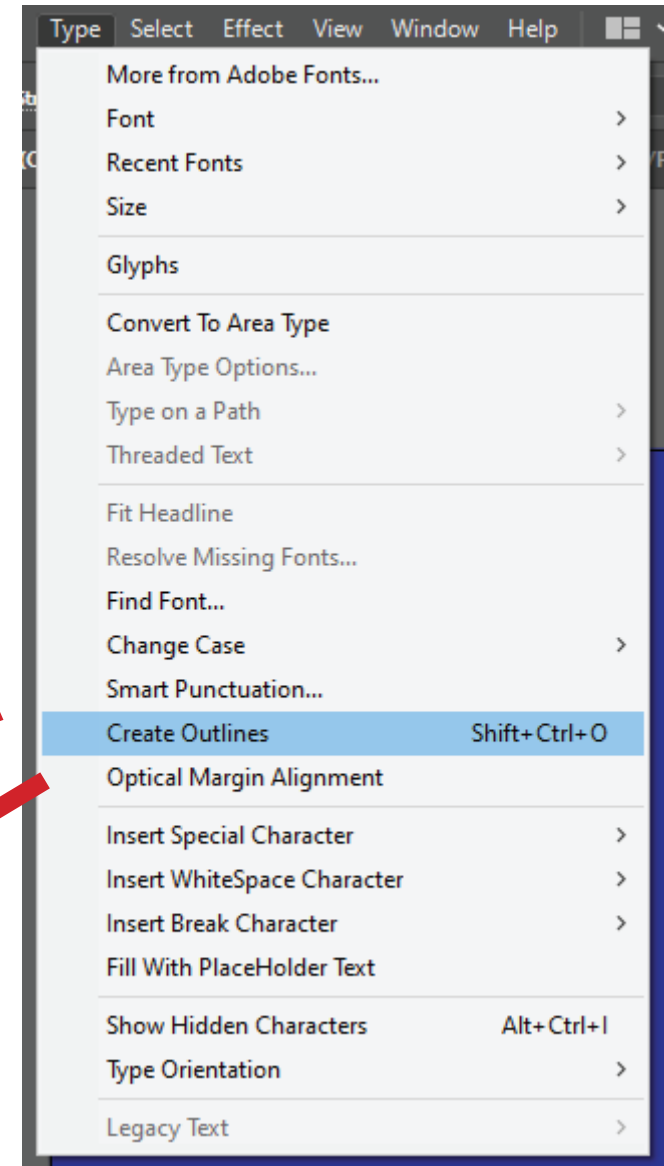 Type Select Effect View Window Help
More from Adobe Fonts...
Font
Recent Fonts
Size
Glyphs
Convert To Area Type
Area Type Options...
Type on a Path
Threaded Text
Fit Headline
Resolve Missing Fonts...
Find Font...
Change Case
Smart Punctuation...
Create Outlines Shift+Ctrl+O
Optical Margin Alignment
Insert Special Character
Insert WhiteSpace Character
Insert Break Character
Fill With PlaceHolder Text
Show Hidden Characters Alt+Ctrl+I
Type Orientation
Legacy Text